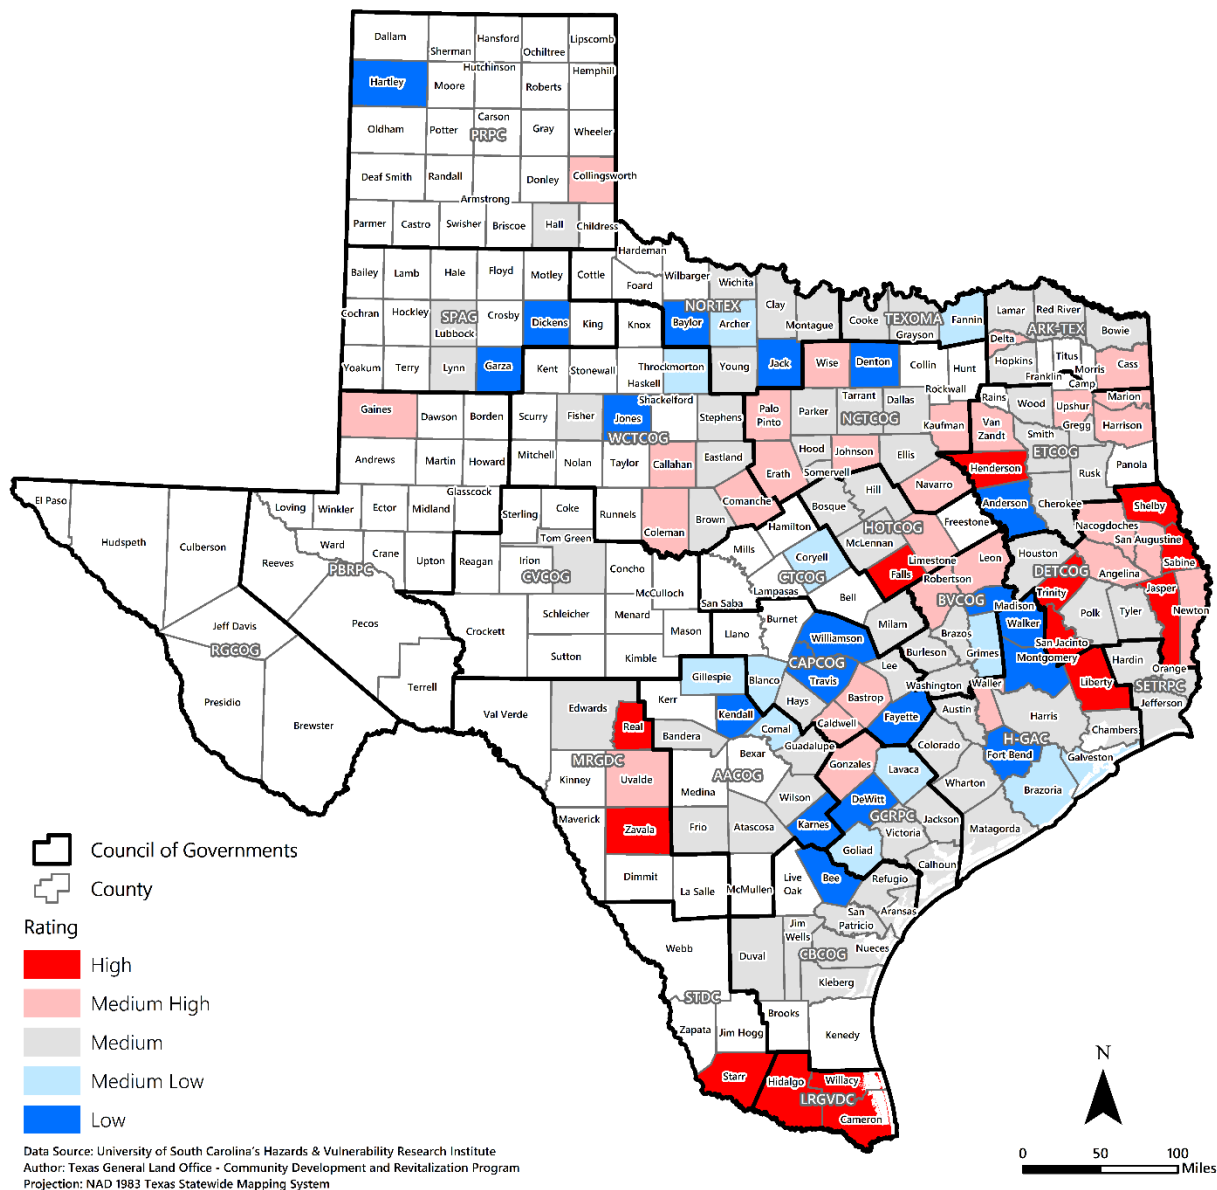 Dallam
Sherman
Hansford
Ochiltree
Lipscomb
Hartley
Moore
Hutchinson
Roberts
Hemphill
Oldham
Potter
Carson
PRPC
Gray
Wheeler
Deaf Smith
Randall
Armstrong
Donley
Collingsworth
Parmer
Castro
Swisher
Briscoe
Hall
Childress
Bailey
Lamb
Hale
Floyd
Motley
Cottle
Hardeman
Foard
Wilbarger
Wichita
Clay
Montague
Cooke
TEXOMA
Grayson
Fannin
Lamar
Red River
ARK-TEX
Bowie
Cochran
Hockley
SPAG
Lubbock
Crosby
Dickens
King
Knox
NORTEX
Baylor
Archer
Delta
Hopkins
Titus
Morris
Franklin
Camp
Cass
Yoakum
Terry
Lynn
Garza
Kent
Stonewall
Haskell
Throckmorton
Young
Jack
Wise
Denton
Collin
Hunt
Rockwall
Rains
Wood
Upshur
Marion
Gaines
Dawson
Borden
Scurry
Fisher
Jones
Shackelford
Stephens
WCTCOG
Palo
Pinto
Parker
Tarrant
Dallas
NCTCOG
Kaufman
Van
Zandt
Smith
Gregg
Harrison
ETCOG
Andrews
Martin
Howard
Mitchell
Nolan
Taylor
Callahan
Eastland
Erath
Hood
Somervell
Johnson
Ellis
Navarro
Henderson
Anderson
Cherokee
Rusk
Panola
El Paso
Hudspeth
Culberson
Loving
Winkler
Ector
Midland
Glasscock
Sterling
Coke
Runnels
Coleman
Brown
Comanche
Hamilton
Bosque
Hill
HOTCOG
McLennan
Freestone
Limestone
Shelby
Nacogdoches
San Augustine
Sabine
Reeves
Ward
Crane
Upton
PBRPC
Reagan
Irion
Tom Green
CVCOG
Concho
McCulloch
San Saba
Mills
Lampasas
CTCOG
Coryell
Bell
Falls
Robertson
Leon
Houston
DETCOG
Trinity
Angelina
Jasper
Newton
Jeff Davis
RGCOG
Pecos
Crockett
Schleicher
Menard
Mason
Llano
Burnet
Williamson
Milam
BVCOG
Madison
Walker
Brazos
Grimes
San Jacinto
Polk
Tyler
Presidio
Brewster
Terrell
Sutton
Kimble
Gillespie
Blanco
CAPCOG
Travis
Lee
Burleson
Washington
Montgomery
Waller
Liberty
Hardin
Orange
SETRPC
Jefferson
Val Verde
Edwards
Real
Kerr
Bandera
Kendall
Comal
Hays
Bastrop
Caldwell
Fayette
Austin
Harris
Chambers
H-GAC
Fort Bend
Galveston
MRGDC
Kinney
Uvalde
Medina
Bexar
AACOG
Guadalupe
Gonzales
Lavaca
Colorado
Wharton
Brazoria
Maverick
Zavala
Frio
Atascosa
Wilson
Karnes
DeWitt
GCRPC
Victoria
Jackson
Matagorda
Dimmit
La Salle
McMullen
Live
Oak
Bee
Goliad
Calhoun
Refugio
Aransas
San
Patricio
Webb
Duval
Jim
Wells
CBCOG
Nueces
Kleberg
STDC
Zapata
Jim Hogg
Brooks
Kenedy
Starr
Hidalgo
Willacy
LRGVDC
Cameron
Council of Governments
County
Rating
High
Medium High
Medium
Medium Low
Low
Data Source: University of South Carolina's Hazards & Vulnerability Research Institute
Author: Texas General Land Office - Community Development and Revitalization Program
Projection: NAD 1983 Texas Statewide Mapping System
N
0 50 100
Miles